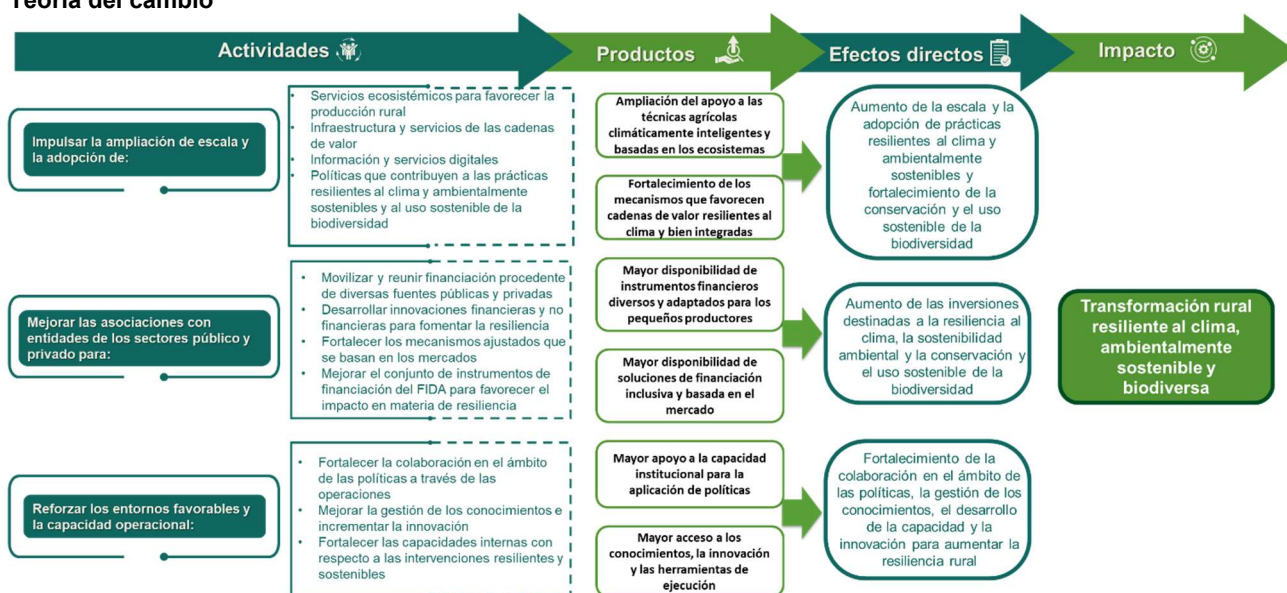 Teoría del cambio
Actividades
Productos
Efectos directos
Impacto
Impulsar la ampliación de escala y
la adopción de:
• Servicios ecosistémicos para favorecer la
producción rural
• Infraestructura y servicios de las cadenas
de valor
• Información y servicios digitales
• Políticas que contribuyen a las prácticas
resilientes al clima y ambientalmente
sostenibles y al uso sostenible de la
biodiversidad
Ampliación del apoyo a las
técnicas agrícolas
climáticamente inteligentes y
basadas en los ecosistemas
Fortalecimiento de los
mecanismos que favorecen
cadenas de valor resilientes al
clima y bien integradas
Aumento de la escala y la
adopción de prácticas
resilientes al clima y
ambientalmente
sostenibles y
fortalecimiento de la
conservación y el uso
sostenible de la
biodiversidad
Mejorar las asociaciones con
entidades de los sectores público y
privado para:
• Movilizar y reunir financiación procedente
de diversas fuentes públicas y privadas
• Desarrollar innovaciones financieras y no
financieras para fomentar la resiliencia
• Fortalecer los mecanismos ajustados que
se basan en los mercados
• Mejorar el conjunto de instrumentos de
financiación del FIDA para favorecer el
impacto en materia de resiliencia
Mayor disponibilidad de
instrumentos financieros
diversos y adaptados para los
pequeños productores
Mayor disponibilidad de
soluciones de financiación
inclusiva y basada en el
mercado
Aumento de las inversiones
destinadas a la resiliencia al
clima, la sostenibilidad
ambiental y la conservación y
el uso sostenible de la
biodiversidad
Transformación rural
resiliente al clima,
ambientalmente
sostenible y
biodiversa
Reforzar los entornos favorables y
la capacidad operacional:
• Fortalecer la colaboración en el ámbito
de las políticas a través de las
operaciones
• Mejorar la gestión de los conocimientos e
incrementar la innovación
• Fortalecer las capacidades internas con
respecto a las intervenciones resilientes y
sostenibles
Mayor apoyo a la capacidad
institucional para la
aplicación de políticas
Mayor acceso a los
conocimientos, la innovación
y las herramientas de
ejecución
Fortalecimiento de la
colaboración en el ámbito de
las políticas, la gestión de los
conocimientos, el desarrollo
de la capacidad y la
innovación para aumentar la
resiliencia rural